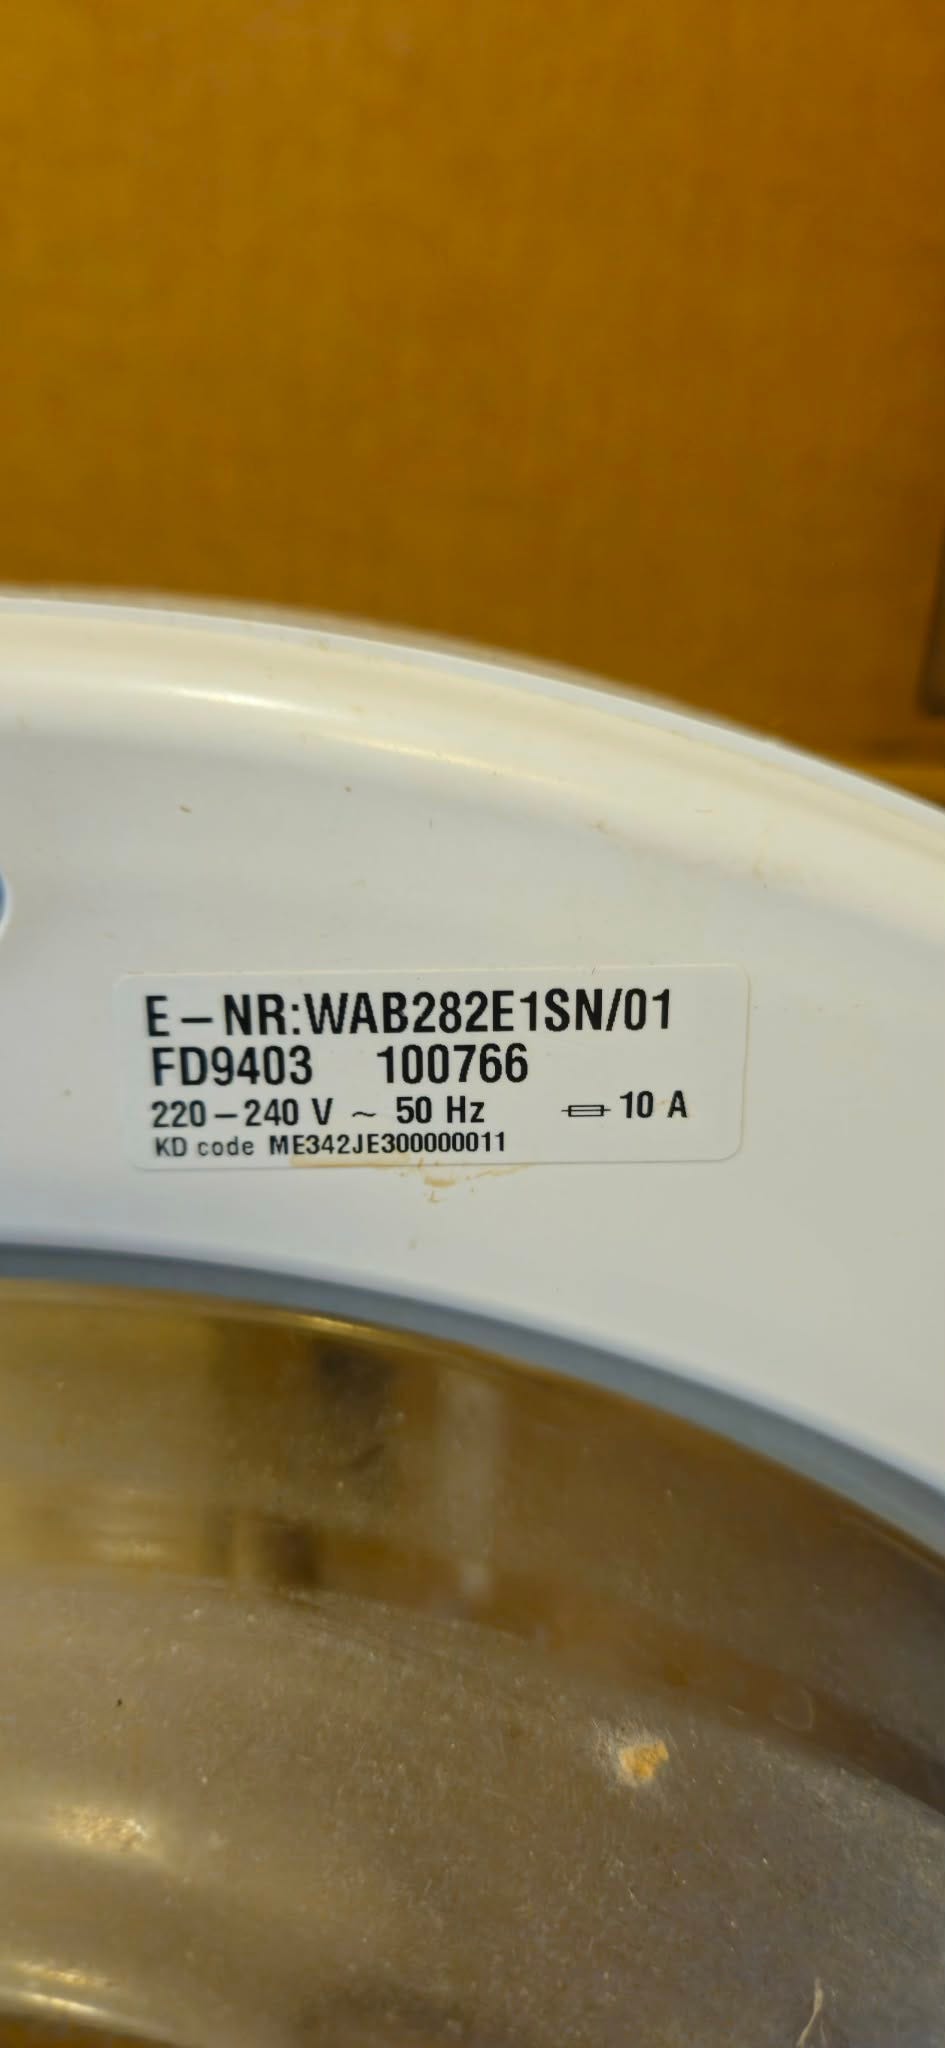 E-NR:WAB282E1SN/01
FD9403 100766
220-240 V ~ 50 Hz 10 A
KD code ME342JE300000011